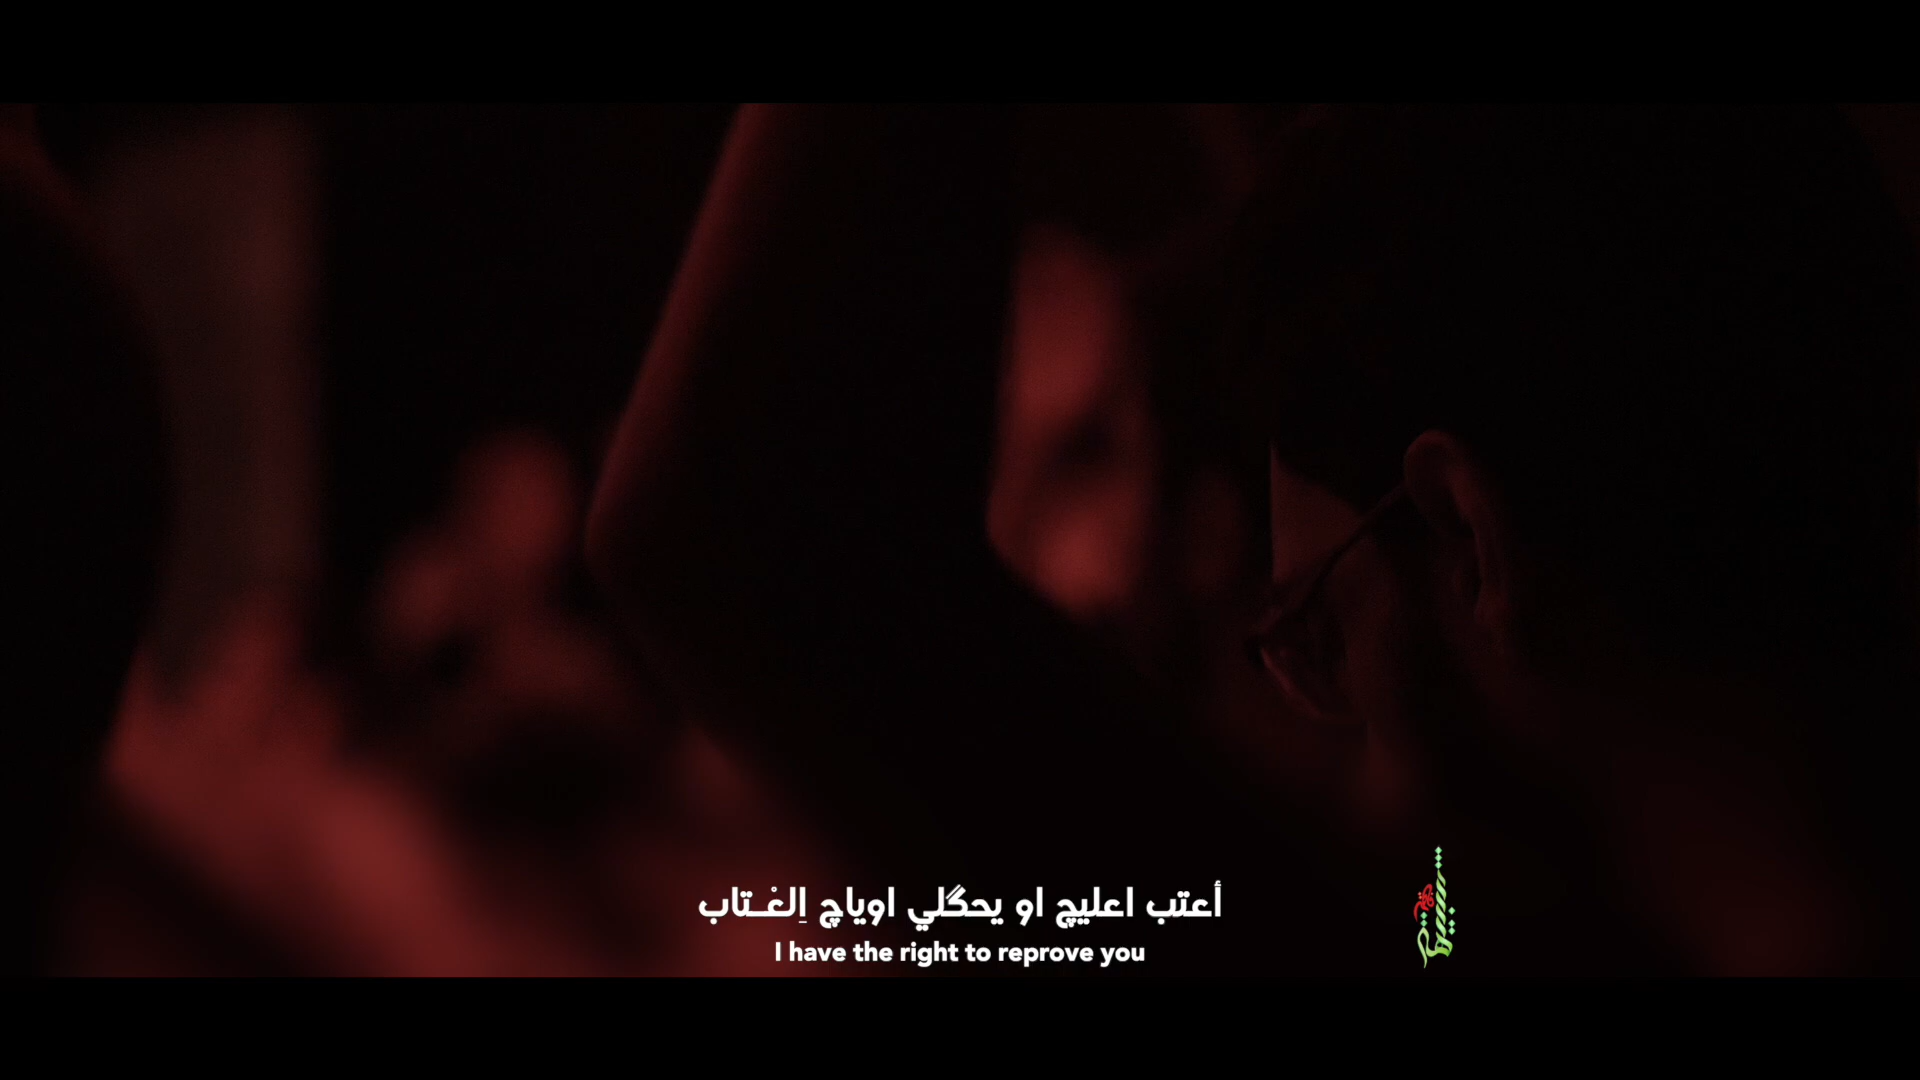 أعتب اعليچ او يحگلي اوياچ اِلعْـتاب
I have the right to reprove you